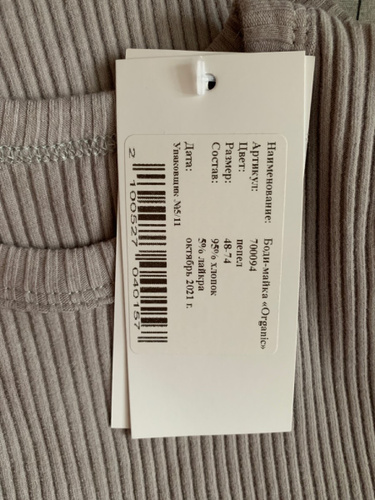 Наименование: Боди-майка «Organic»
Артикул: 700094
Цвет: пепел
Размер: 48-74
Состав: 95% хлопок
5% лайкра
Дата: октябрь 2021 г.
Упаковщик №5/11
2 100527 040157